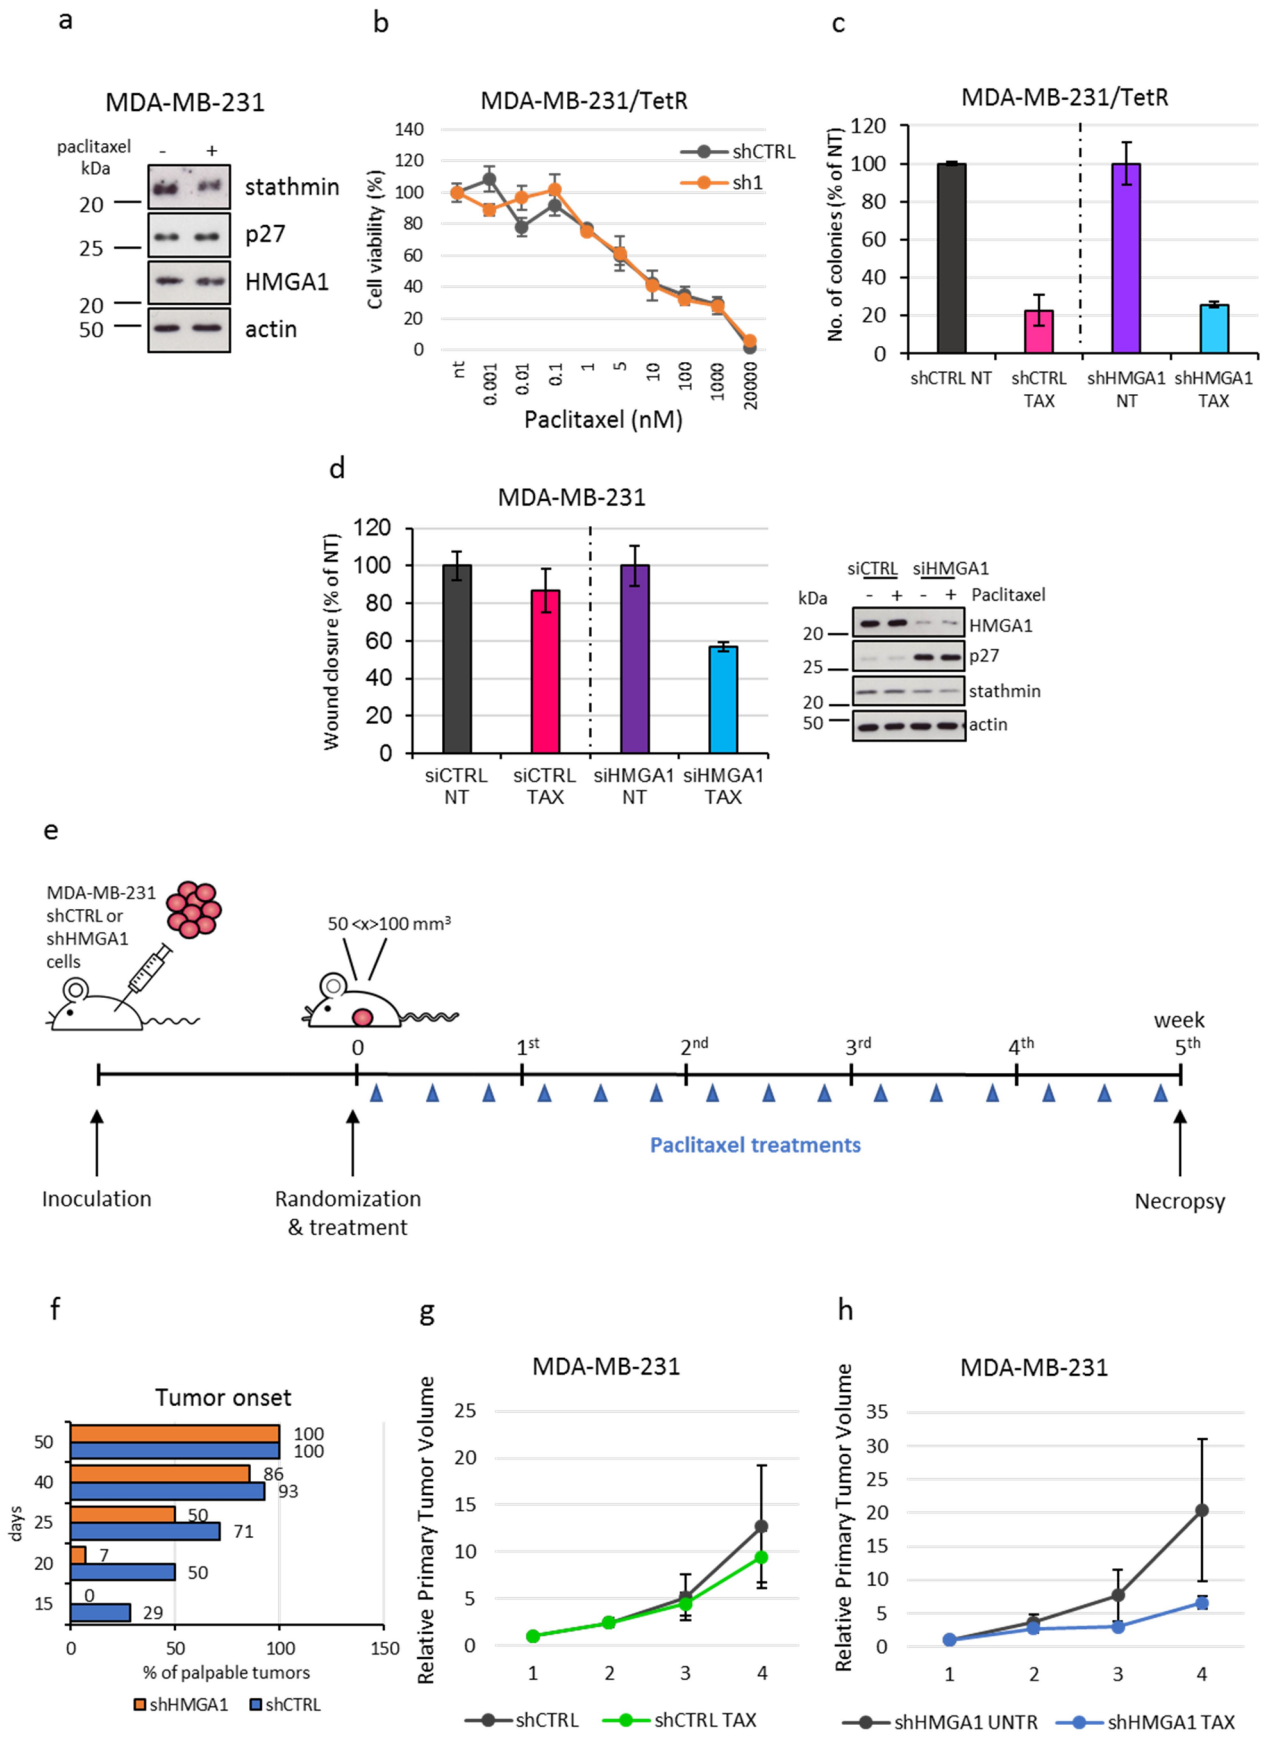 a
MDA-MB-231
paclitaxel - +
kDa
stathmin
20
p27
25
HMGA1
20
50
actin
b
MDA-MB-231/TetR
Cell viability (%)
140
120
100
80
60
40
20
0
shCTRL
sh1
nt 0.001 0.01 0.1 1 5 10 100 1000 20000
Paclitaxel (nM)
c
MDA-MB-231/TetR
No. of colonies (% of NT)
120
100
80
60
40
20
0
shCTRL NT
shCTRL
TAX
shHMGA1
NT
shHMGA1
TAX
d
MDA-MB-231
Wound closure (% of NT)
120
100
80
60
40
20
0
siCTRL
NT
siCTRL
TAX
siHMGA1
NT
siHMGA1
TAX
siCTRL siHMGA1
kDa - + - + Paclitaxel
20
HMGA1
25
p27
20
stathmin
50
actin
e
MDA-MB-231
shCTRL or
shHMGA1
cells
50 <x>100 mm³
week
0 1st 2nd 3rd 4th 5th
Paclitaxel treatments
Inoculation
Randomization
& treatment
Necropsy
f
Tumor onset
days
50
100
100
40
86
93
25
50
71
20
7
50
15
0
29
0 50 100 150
% of palpable tumors
shHMGA1 shCTRL
g
MDA-MB-231
Relative Primary Tumor Volume
25
20
15
10
5
0
1 2 3 4
shCTRL shCTRL TAX
h
MDA-MB-231
Relative Primary Tumor Volume
35
30
25
20
15
10
5
0
1 2 3 4
shHMGA1 UNTR shHMGA1 TAX